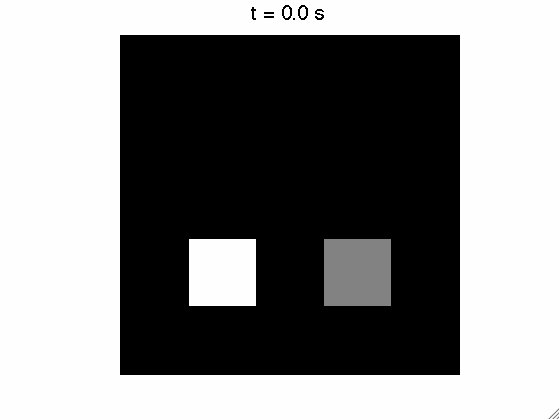 t = 0.0 s